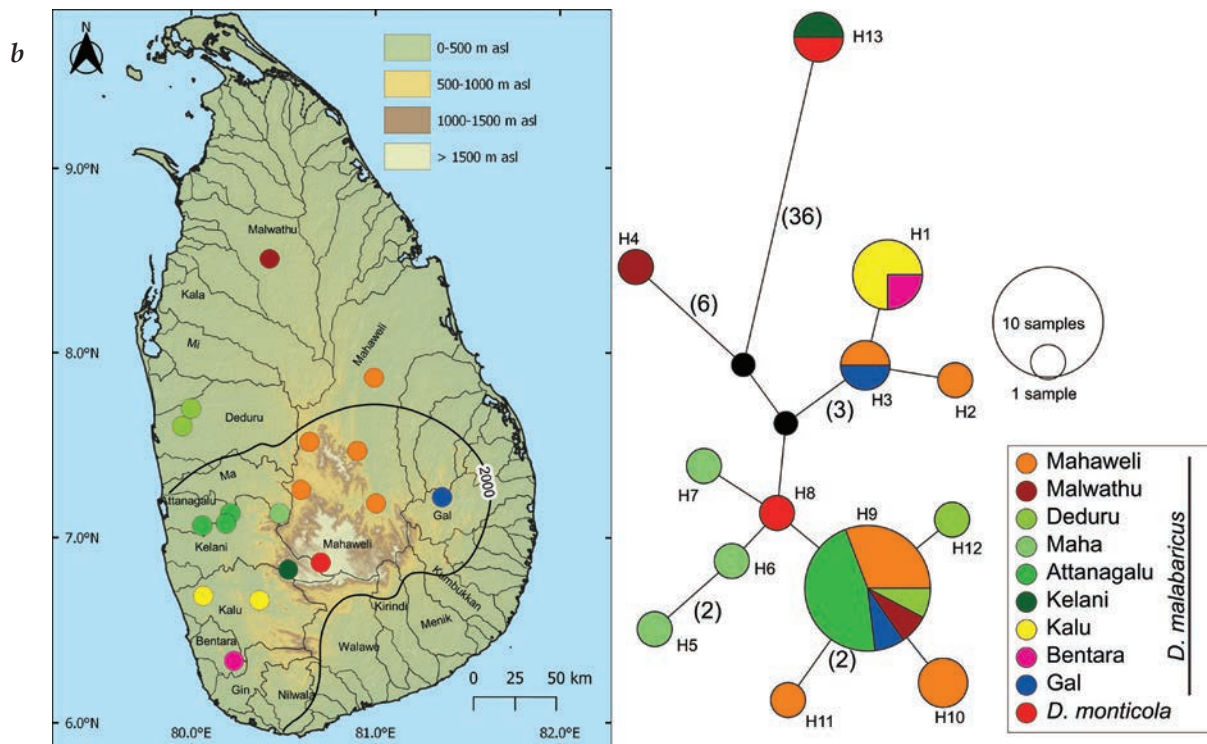 b
N
0-500 m asl
500-1000 m asl
1000-1500 m asl
> 1500 m asl
9.0°N
8.0°N
7.0°N
6.0°N
80.0°E
81.0°E
82.0°E
Malwathu
Kala
Mi
Mahaweli
Deduru
Ma
Attanagalu
Kelani
Mahaweli
Gal
2000
Kumbukkan
Kirindi
Menik
Kalu
Walawe
Bentara
Gin
Nilwala
0 25 50 km
H13
(36)
H4
(6)
H1
H3
(3)
H2
10 samples
1 sample
H7
H8
H6
H5
(2)
H9
H12
(2)
H11
H10
Mahaweli
Malwathu
Deduru
Maha
Attanagalu
Kelani
Kalu
Bentara
Gal
D. monticola
D. malabaricus